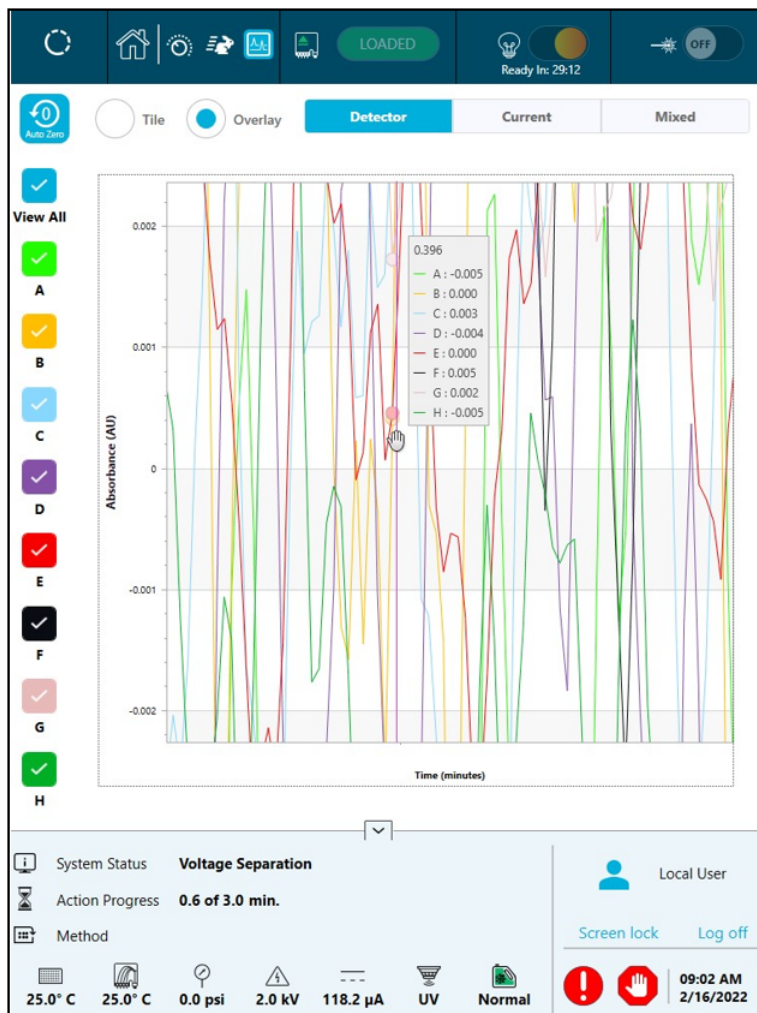 LOADED
Ready In: 29:12
OFF
0
Auto Zero
Tile
Overlay
Detector
Current
Mixed
View All
A
B
C
D
E
F
G
H
Absorbance (AU)
0.002
0.001
0
-0.001
-0.002
0.396
A : -0.005
B : 0.000
C : 0.003
D : -0.004
E : 0.000
F : 0.005
G : 0.002
H : -0.005
Time (minutes)
System Status Voltage Separation
Action Progress 0.6 of 3.0 min.
Method
Local User
Screen lock Log off
25.0° C 25.0° C 0.0 psi 2.0 kV 118.2 µA UV Normal
09:02 AM
2/16/2022